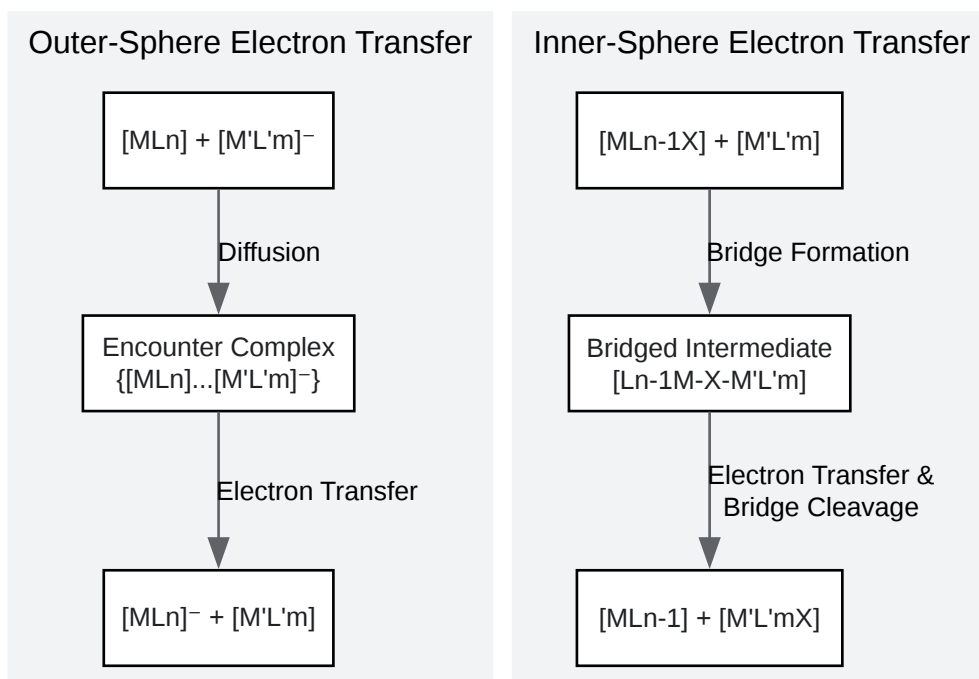 Outer-Sphere Electron Transfer
[MLn] + [M'L'm]⁻
Diffusion
Encounter Complex
{[MLn]...[M'L'm]⁻}
Electron Transfer
[MLn]⁻ + [M'L'm]
Inner-Sphere Electron Transfer
[MLn-1X] + [M'L'm]
Bridge Formation
Bridged Intermediate
[Ln-1M-X-M'L'm]
Electron Transfer &
Bridge Cleavage
[MLn-1] + [M'L'mX]